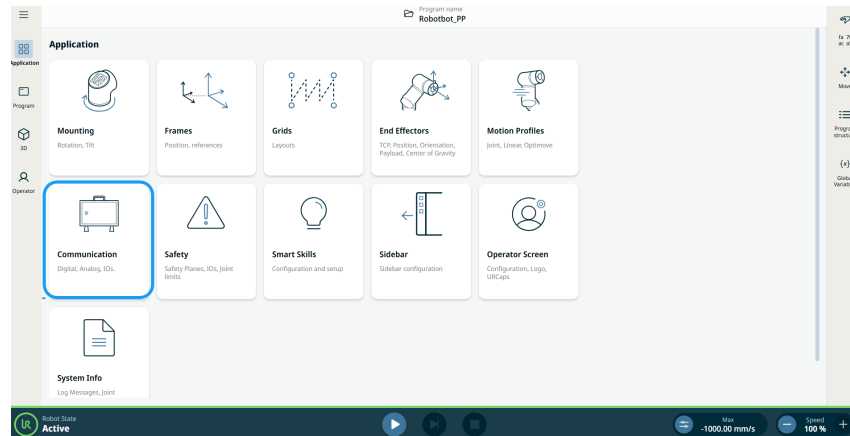 Program name
Robotbot_PP
Application
Application
Program
3D
Operator
Mounting
Rotation, Tilt
Frames
Position, references
Grids
Layouts
End Effectors
TCP, Position, Orientation,
Payload, Center of Gravity
Motion Profiles
Joint, Linear, Optimove
Communication
Digital, Analog, IOs.
Safety
Safety Planes, IOs, Joint
limits
Smart Skills
Configuration and setup
Sidebar
Sidebar configuration
Operator Screen
Configuration, Logo,
URCaps
System Info
Log Messages, Joint
Move
{x}
Robot State
Active
Max
-1000.00 mm/s
Speed
100 %